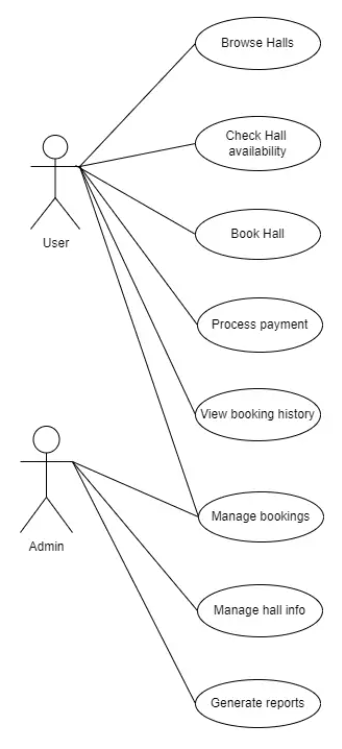 Browse Halls
Check Hall
availability
User
Book Hall
Process payment
View booking history
Admin
Manage bookings
Manage hall info
Generate reports